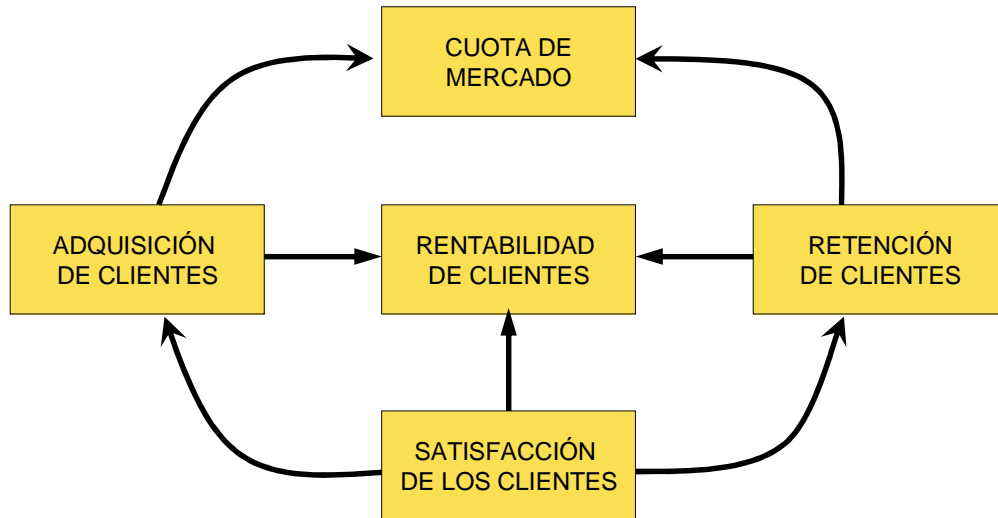 CUOTA DE
MERCADO
ADQUISICIÓN
DE CLIENTES
RENTABILIDAD
DE CLIENTES
RETENCIÓN
DE CLIENTES
SATISFACCIÓN
DE LOS CLIENTES